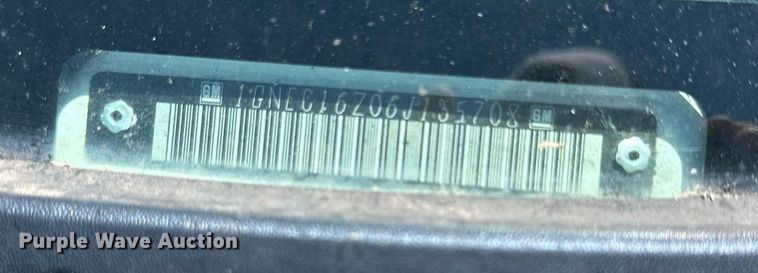 GM 1GNEC16Z06J135708 GM
Purple Wave Auction